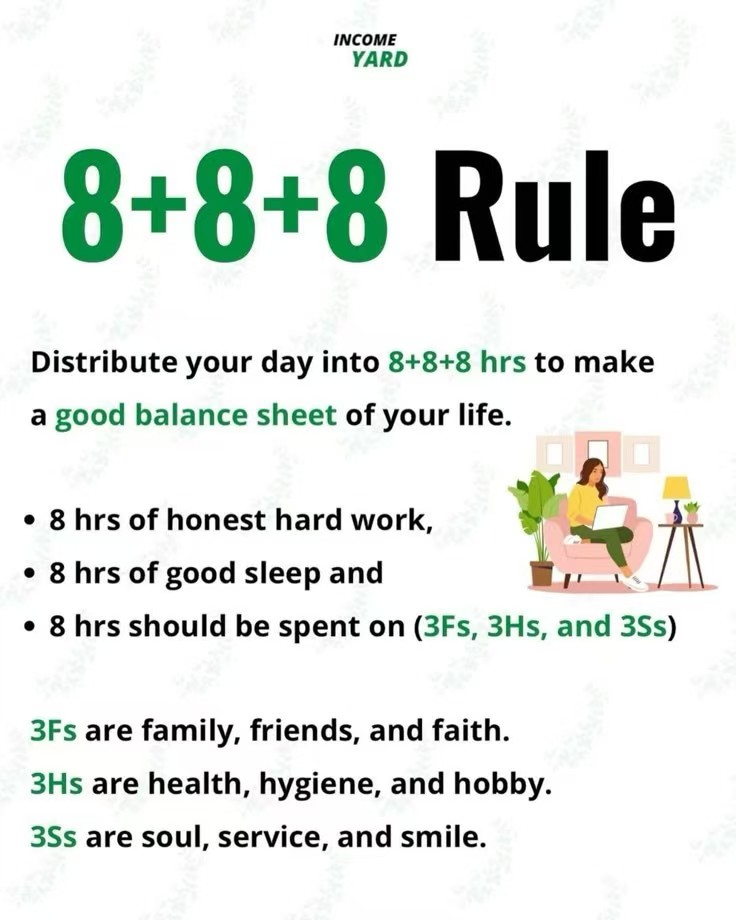 INCOME
YARD
8+8+8 Rule
Distribute your day into 8+8+8 hrs to make
a good balance sheet of your life.
• 8 hrs of honest hard work,
• 8 hrs of good sleep and
• 8 hrs should be spent on (3Fs, 3Hs, and 3Ss)
3Fs are family, friends, and faith.
3Hs are health, hygiene, and hobby.
3Ss are soul, service, and smile.